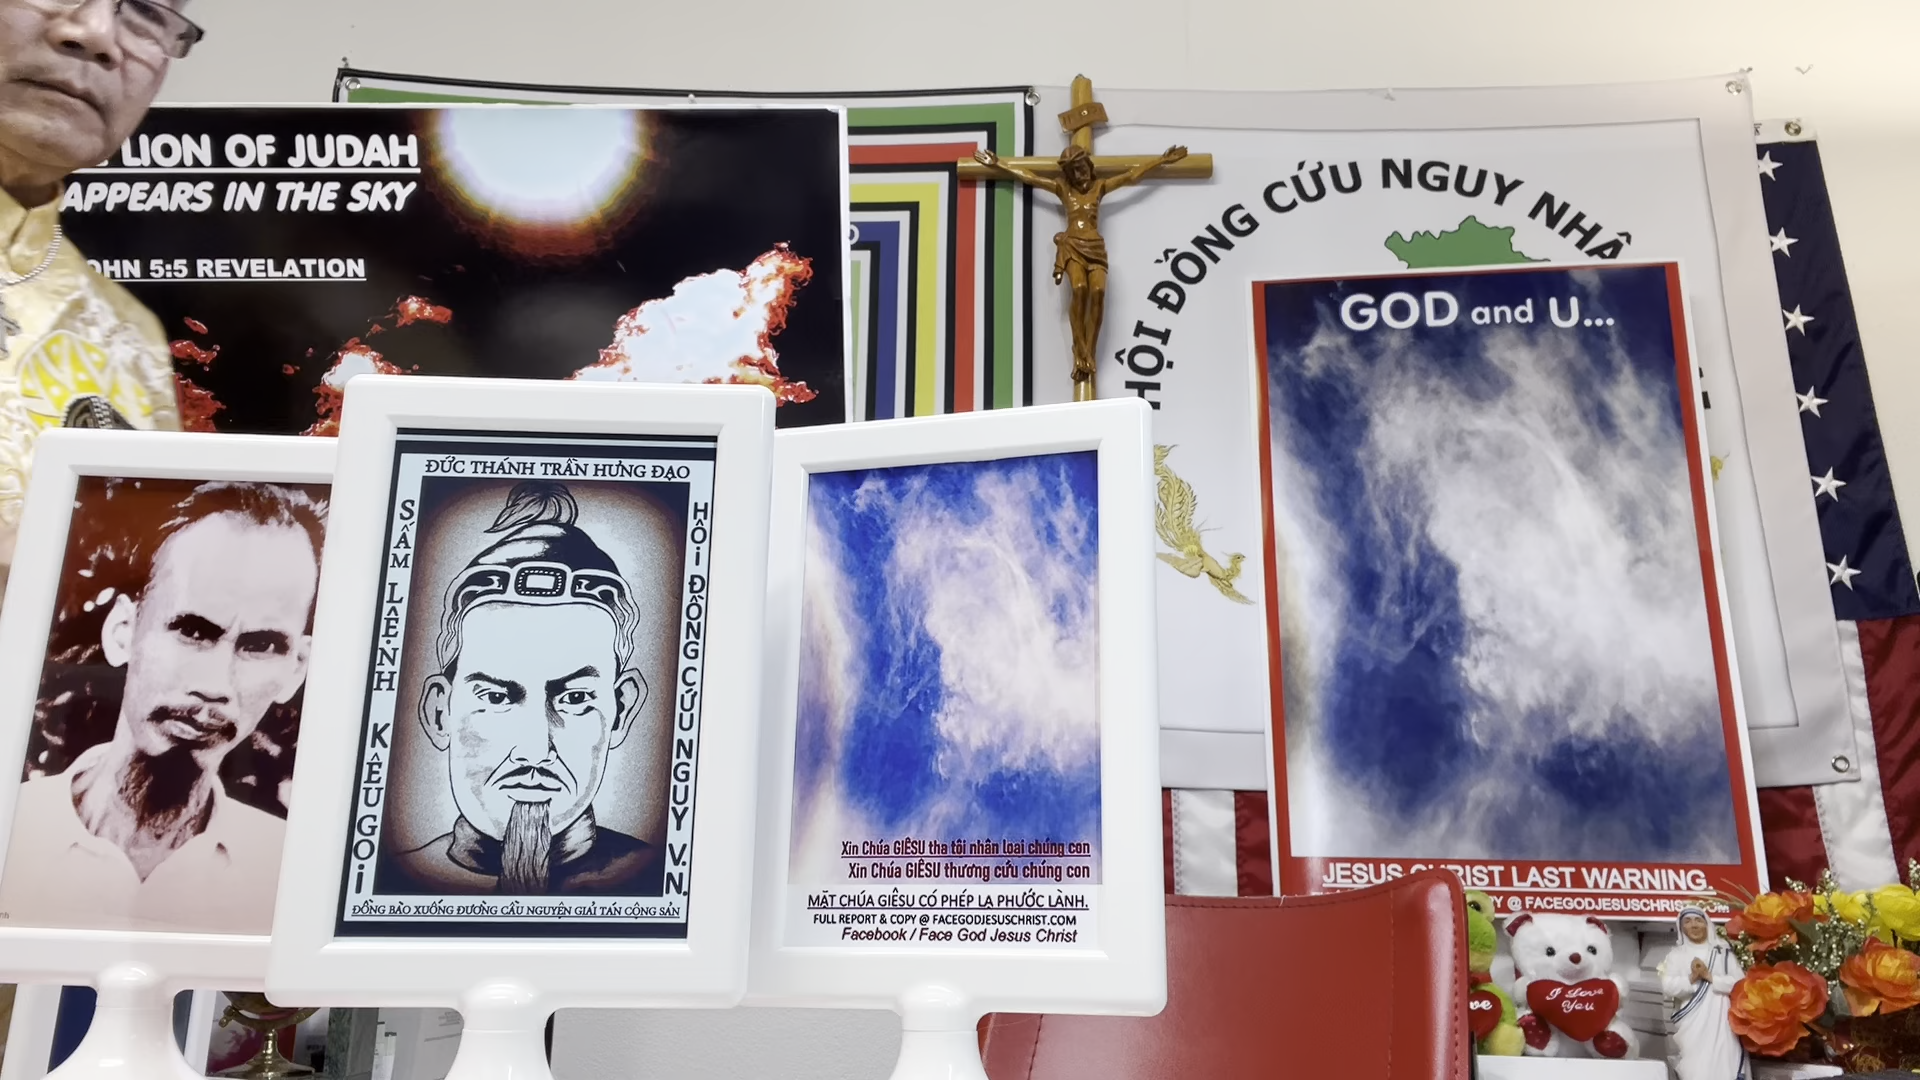 LION OF JUDAH
APPEARS IN THE SKY
OHN 5:5 REVELATION
HỘI ĐỒNG CỨU NGUY NHÂ
GOD and U...
JESUS CHRIST LAST WARNING.
Y @ FACEGODJESUSCHRIST.COM
ĐỨC THÁNH TRẦN HƯNG ĐẠO
SẤM LỆNH KÊU GỌI
HỘI ĐỒNG CỨU NGUY V.N.
ĐỒNG BÀO XUỐNG ĐƯỜNG CẦU NGUYỆN GIẢI TÁN CỘNG SẢN
Xin Chúa GIÊSU tha tội nhân loại chúng con
Xin Chúa GIÊSU thương cứu chúng con
MẶT CHÚA GIÊSU CÓ PHÉP LẠ PHƯỚC LÀNH.
FULL REPORT & COPY @ FACEGODJESUSCHRIST.COM
Facebook / Face God Jesus Christ
I Love
You